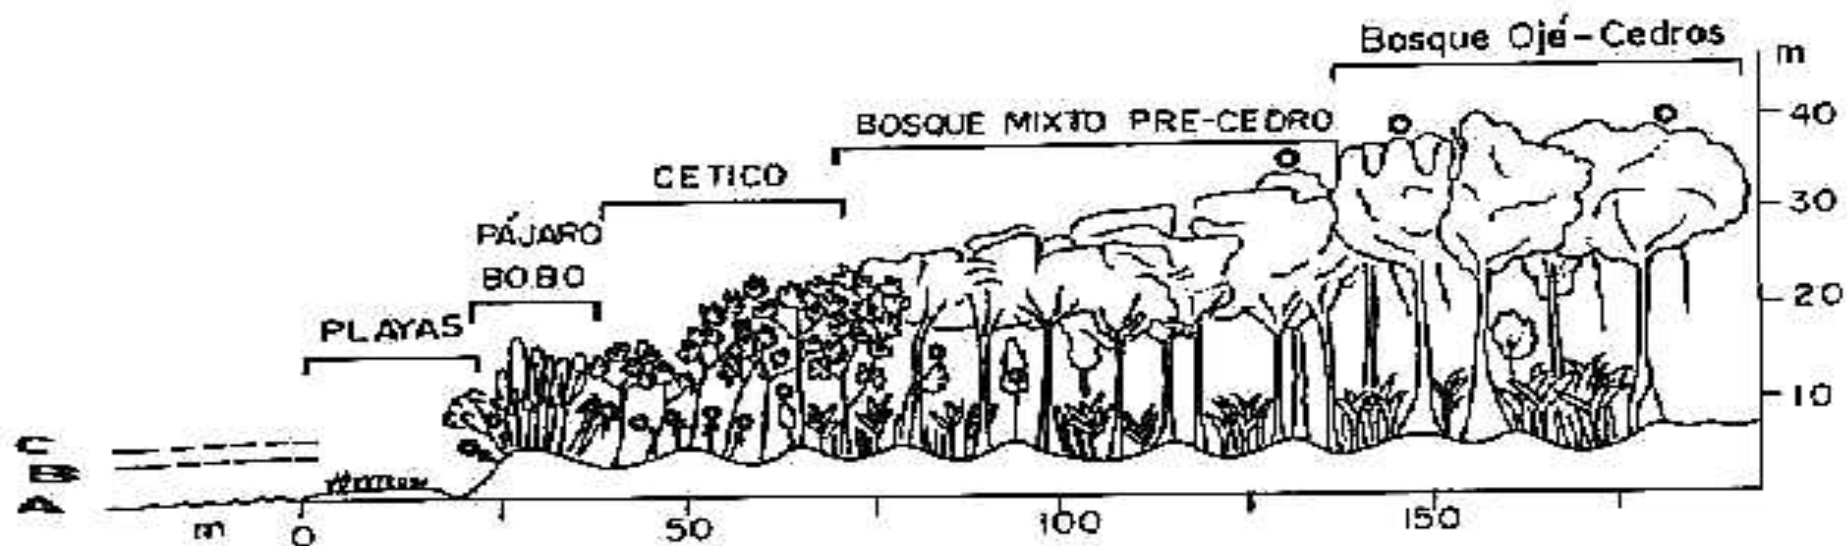 Bosque Ojé-Cedros
m
40
BOSQUE MIXTO PRE-CEDRO
CETICO
30
PÁJARO
BOBO
20
PLAYAS
10
C
B
A
m
0
50
100
150